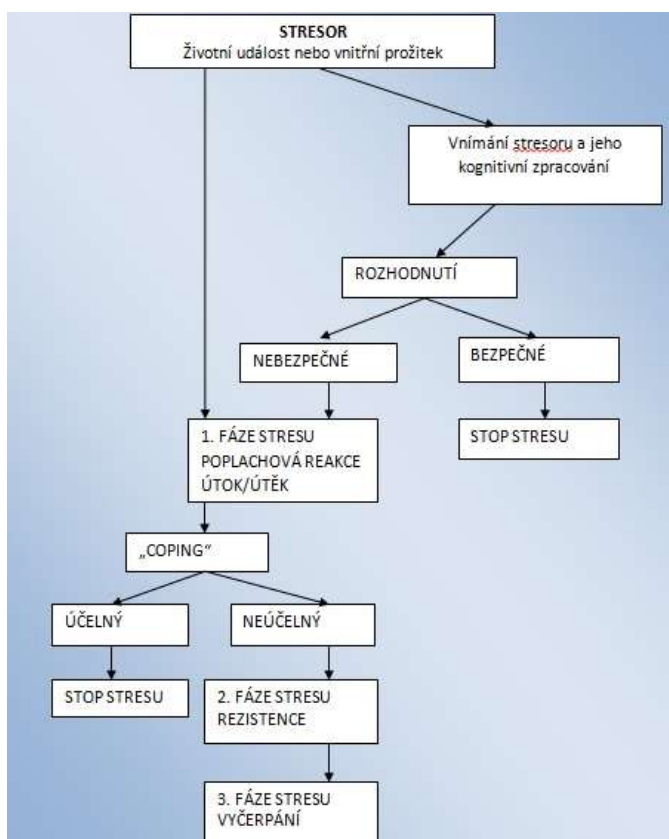 STRESOR
Životní událost nebo vnitřní prožitek
Vnímání stresoru a jeho
kognitivní zpracování
ROZHODNUTÍ
NEBEZPEČNÉ
BEZPEČNÉ
1. FÁZE STRESU
POPLACHOVÁ REAKCE
ÚTOK/ÚTĚK
STOP STRESU
„COPING“
ÚČELNÝ
NEÚČELNÝ
STOP STRESU
2. FÁZE STRESU
REZISTENCE
3. FÁZE STRESU
VYČERPÁNÍ